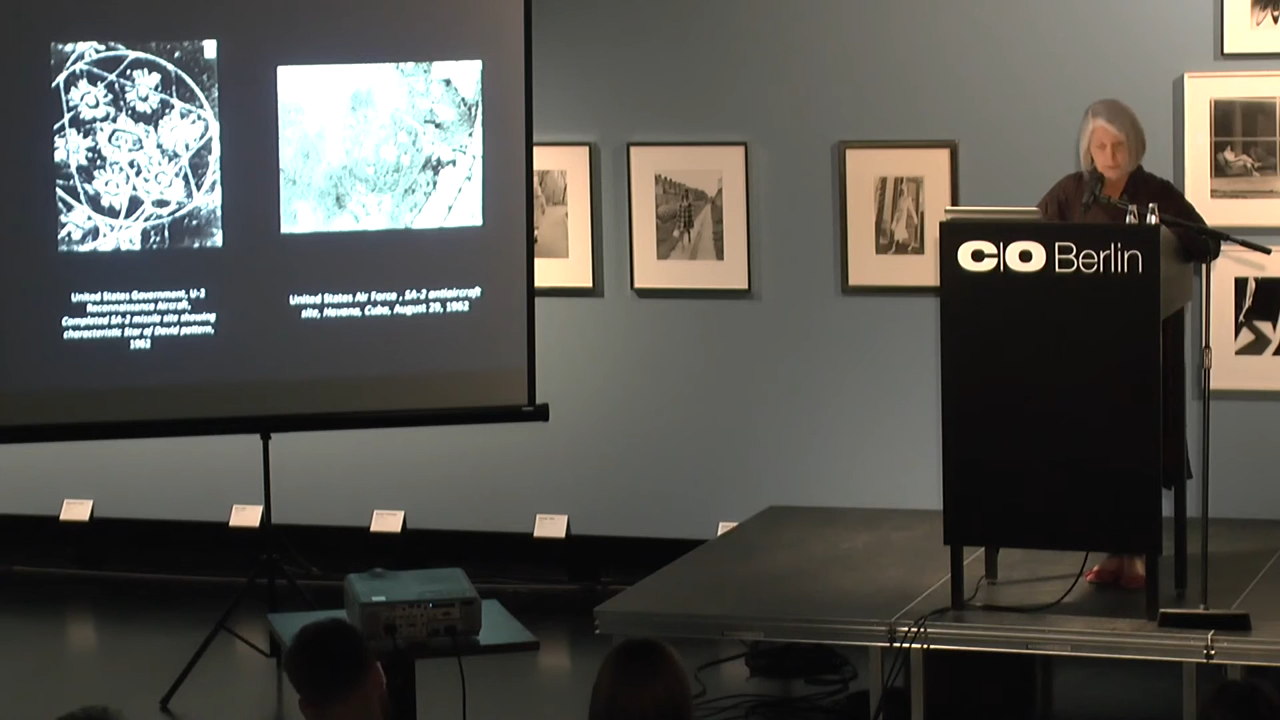 United States Government, U-2
Reconnaissance Aircraft,
Completed SA-2 missile site showing
characteristic Star of David pattern,
1962
United States Air Force , SA-2 antiaircraft
site, Havana, Cuba, August 29, 1962
C|O Berlin